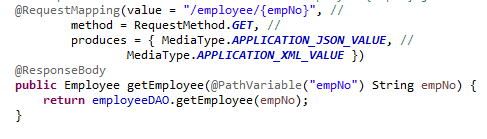 @RequestMapping(value = "/employee/{empNo}", //
method = RequestMethod.GET, //
produces = { MediaType.APPLICATION_JSON_VALUE, //
MediaType.APPLICATION_XML_VALUE })
@ResponseBody
public Employee getEmployee(@PathVariable("empNo") String empNo) {
return employeeDAO.getEmployee(empNo);
}